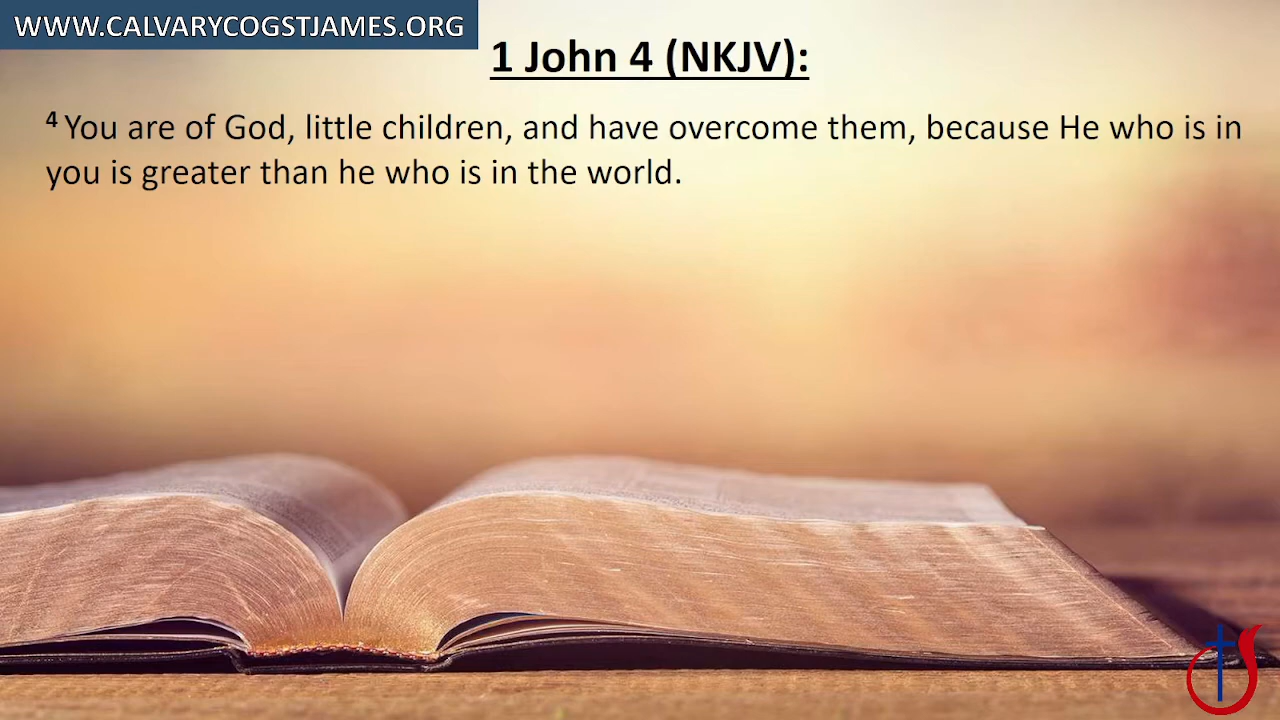 WWW.CALVARYCOGSTJAMES.ORG
1 John 4 (NKJV):
4 You are of God, little children, and have overcome them, because He who is in
you is greater than he who is in the world.